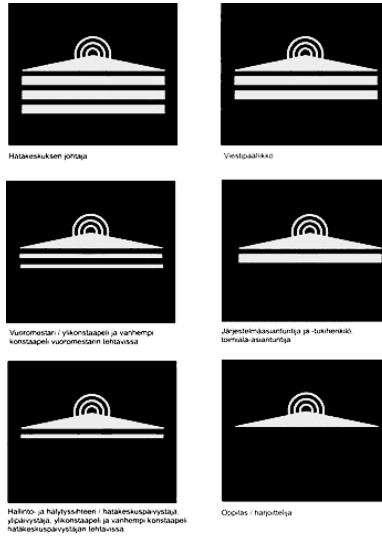 Hätäkeskuksen johtaja
Viestipäällikkö
Vuoromestari / ylikonstaapeli ja vanhempi
konstaapeli vuoromestarin tehtävissä
Järjestelmäasiantuntija ja -tukihenkilö,
toimiala-asiantuntija
Hallinto- ja hälytyssihteeri / hätäkeskuspäivystäjä,
ylipäivystäjä, ylikonstaapeli ja vanhempi konstaapeli
hätäkeskuspäivystäjän tehtävissä
Oppilas / harjoittelija